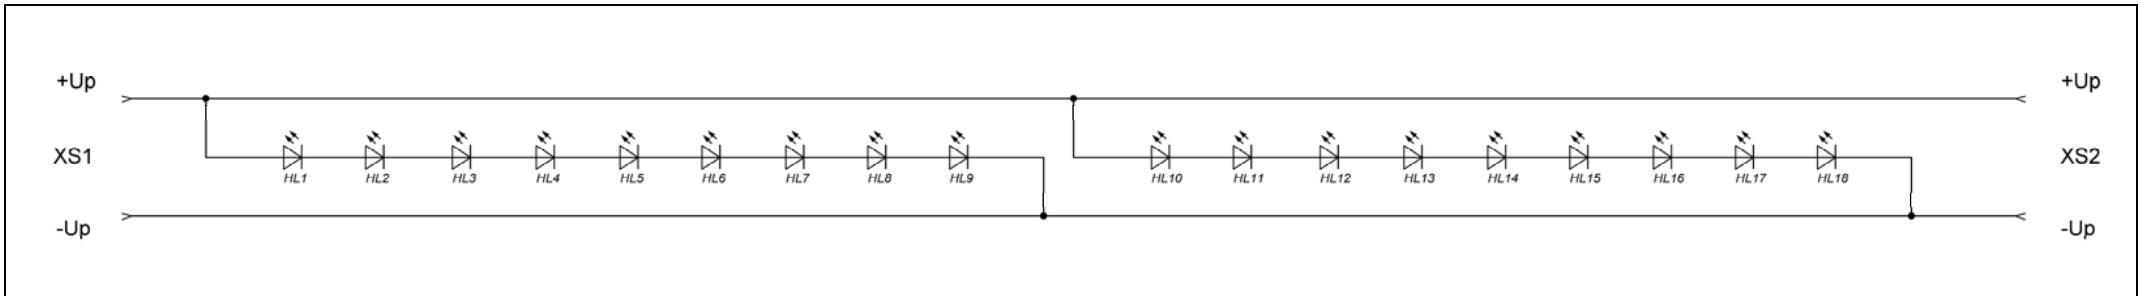 +Up +Up
XS1 XS2
HL1 HL2 HL3 HL4 HL5 HL6 HL7 HL8 HL9 HL10 HL11 HL12 HL13 HL14 HL15 HL16 HL17 HL18
-Up -Up